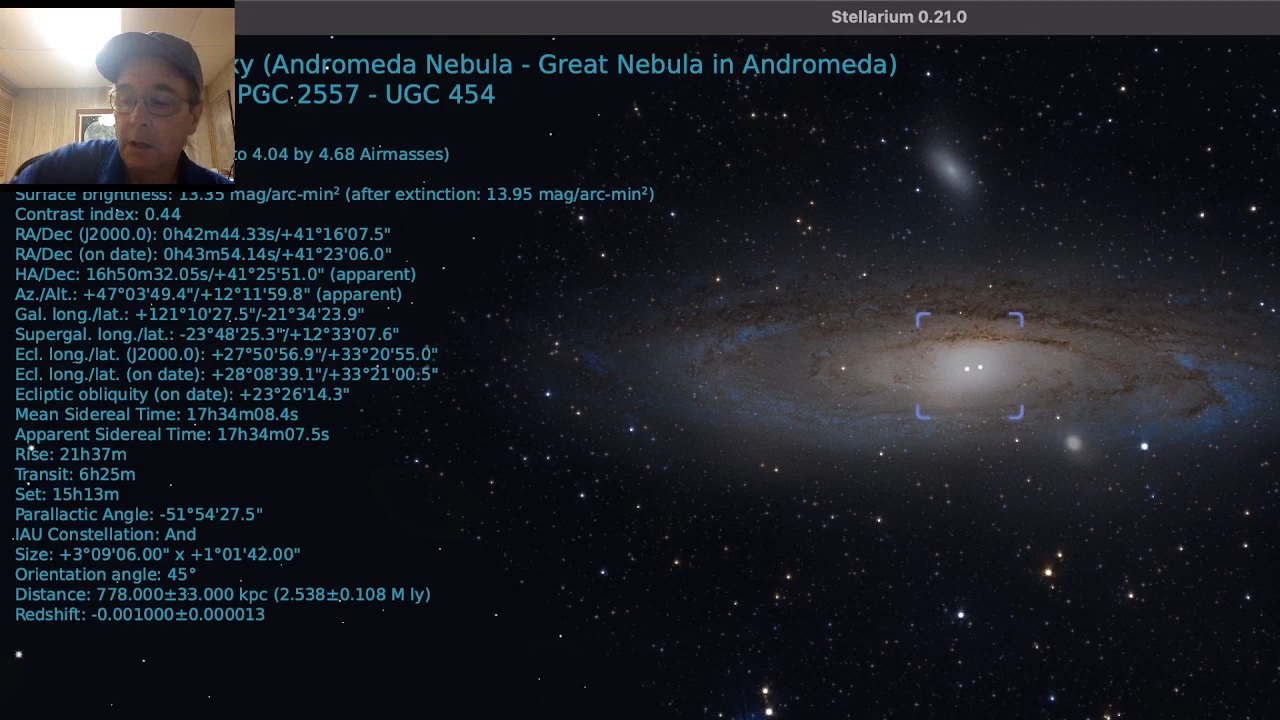 Stellarium 0.21.0
(Andromeda Nebula - Great Nebula in Andromeda)
PGC 2557 - UGC 454
to 4.04 by 4.68 Airmasses)
Surface brightness: 13.35 mag/arc-min² (after extinction: 13.95 mag/arc-min²)
Contrast index: 0.44
RA/Dec (J2000.0): 0h42m44.33s/+41°16'07.5"
RA/Dec (on date): 0h43m54.14s/+41°23'06.0"
HA/Dec: 16h50m32.05s/+41°25'51.0" (apparent)
Az./Alt.: +47°03'49.4"/+12°11'59.8" (apparent)
Gal. long./lat.: +121°10'27.5"/-21°34'23.9"
Supergal. long./lat.: -23°48'25.3"/+12°33'07.6"
Ecl. long./lat. (J2000.0): +27°50'56.9"/+33°20'55.0"
Ecl. long./lat. (on date): +28°08'39.1"/+33°21'00.5"
Ecliptic obliquity (on date): +23°26'14.3"
Mean Sidereal Time: 17h34m08.4s
Apparent Sidereal Time: 17h34m07.5s
Rise: 21h37m
Transit: 6h25m
Set: 15h13m
Parallactic Angle: -51°54'27.5"
IAU Constellation: And
Size: +3°09'06.00" x +1°01'42.00"
Orientation angle: 45°
Distance: 778.000±33.000 kpc (2.538±0.108 M ly)
Redshift: -0.001000±0.000013